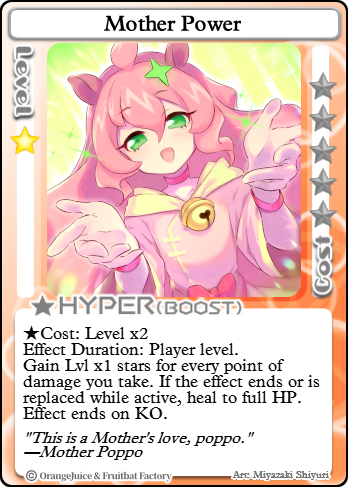 Mother Power
Level
Cost
★HYPER(BOOST)
★Cost: Level x2
Effect Duration: Player level.
Gain Lvl x1 stars for every point of
damage you take. If the effect ends or is
replaced while active, heal to full HP.
Effect ends on KO.
"This is a Mother's love, poppo."
—Mother Poppo
© OrangeJuice & Fruitbat Factory
Arc, Miyazaki Shiyuri